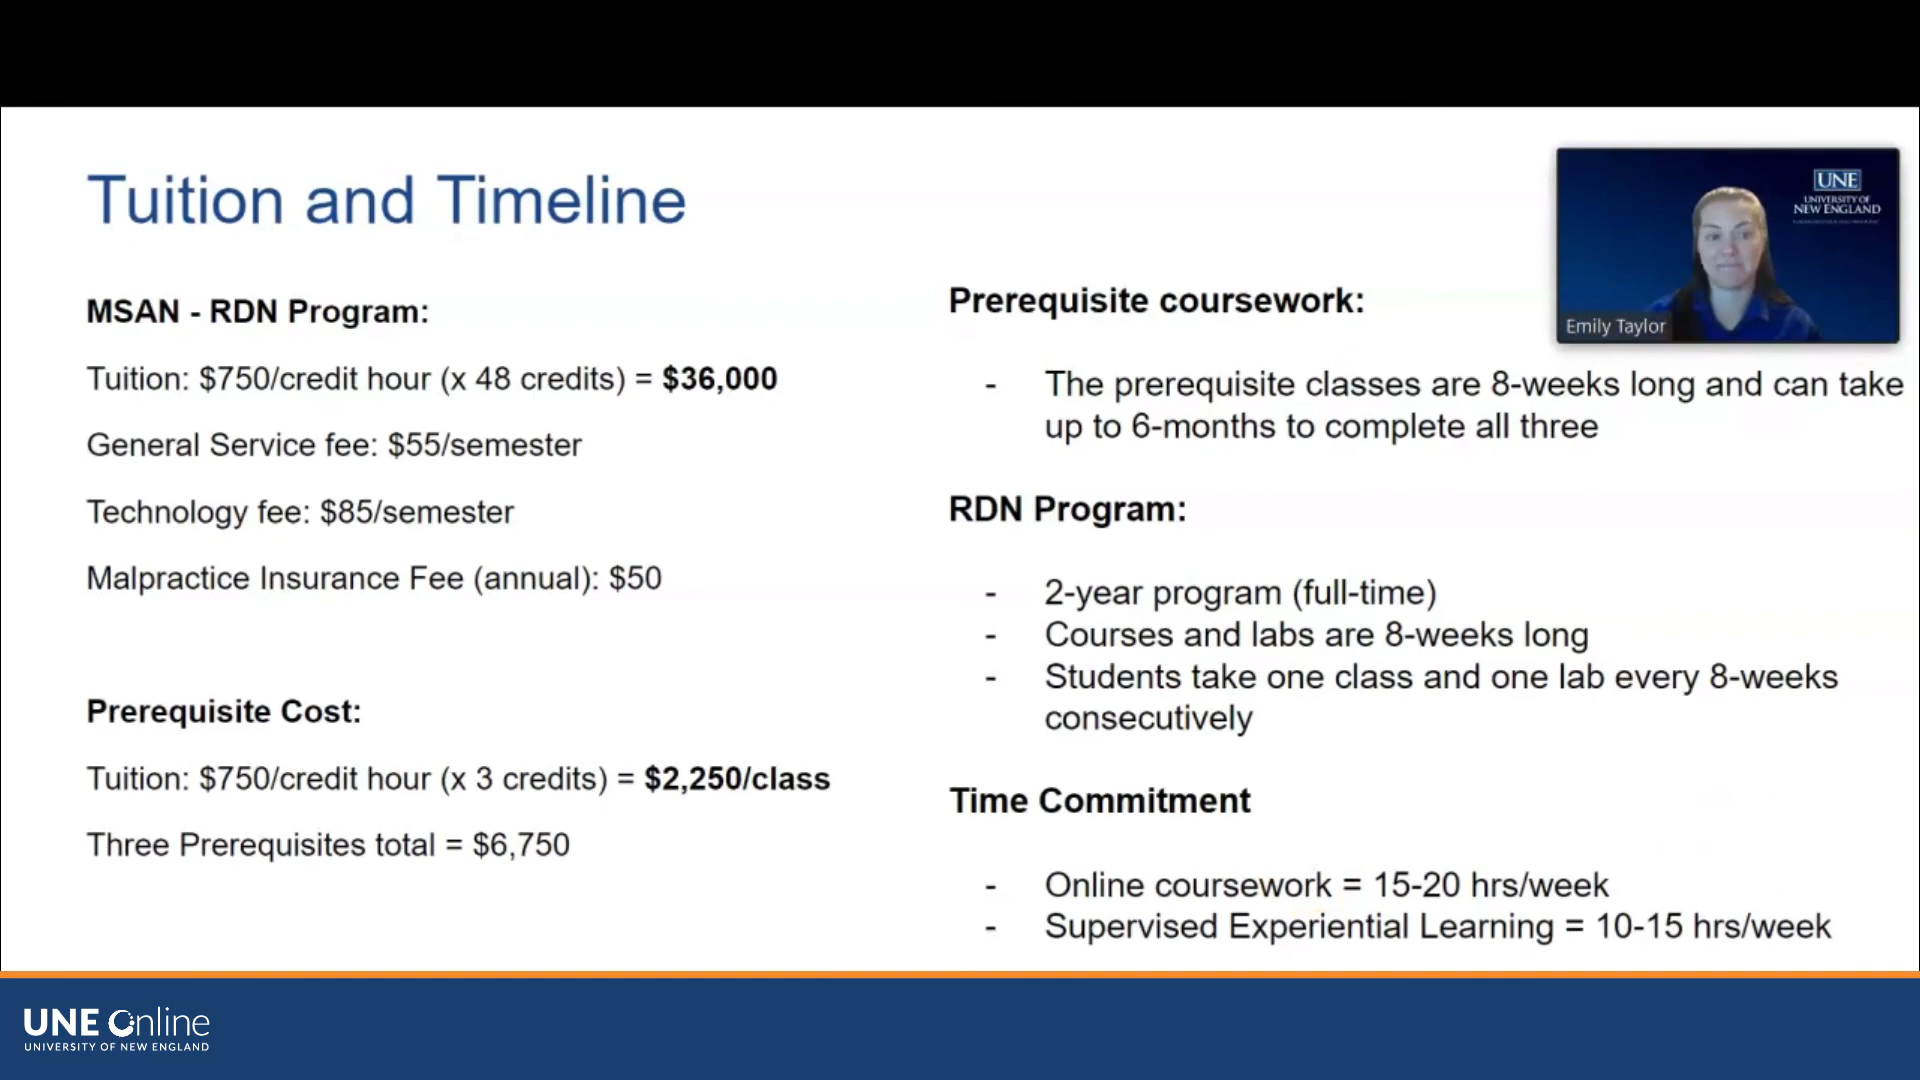 Tuition and Timeline
UNE
UNIVERSITY OF
NEW ENGLAND
Emily Taylor
MSAN - RDN Program:
Tuition: $750/credit hour (x 48 credits) = $36,000
General Service fee: $55/semester
Technology fee: $85/semester
Malpractice Insurance Fee (annual): $50
Prerequisite Cost:
Tuition: $750/credit hour (x 3 credits) = $2,250/class
Three Prerequisites total = $6,750
Prerequisite coursework:
- The prerequisite classes are 8-weeks long and can take
up to 6-months to complete all three
RDN Program:
- 2-year program (full-time)
- Courses and labs are 8-weeks long
- Students take one class and one lab every 8-weeks
consecutively
Time Commitment
- Online coursework = 15-20 hrs/week
- Supervised Experiential Learning = 10-15 hrs/week
UNE Online
UNIVERSITY OF NEW ENGLAND